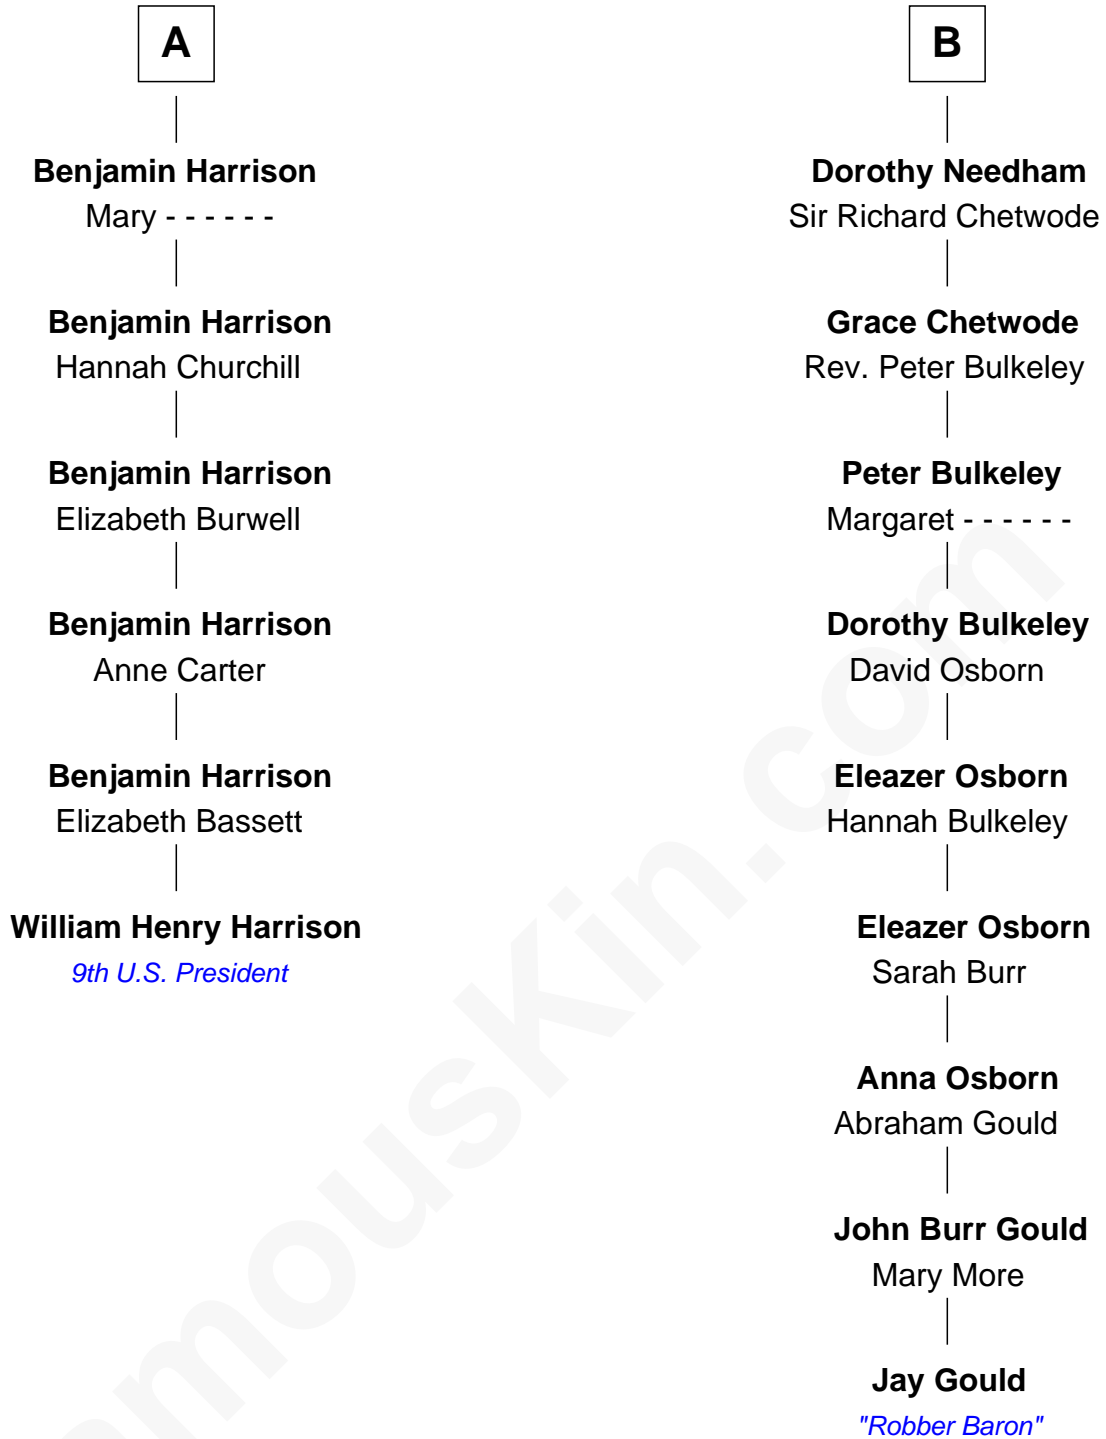 A
Benjamin Harrison
Mary - - - - - -
Benjamin Harrison
Hannah Churchill
Benjamin Harrison
Elizabeth Burwell
Benjamin Harrison
Anne Carter
Benjamin Harrison
Elizabeth Bassett
William Henry Harrison
9th U.S. President
B
Dorothy Needham
Sir Richard Chetwode
Grace Chetwode
Rev. Peter Bulkeley
Peter Bulkeley
Margaret - - - - - -
Dorothy Bulkeley
David Osborn
Eleazer Osborn
Hannah Bulkeley
Eleazer Osborn
Sarah Burr
Anna Osborn
Abraham Gould
John Burr Gould
Mary More
Jay Gould
"Robber Baron"
amouskin.com